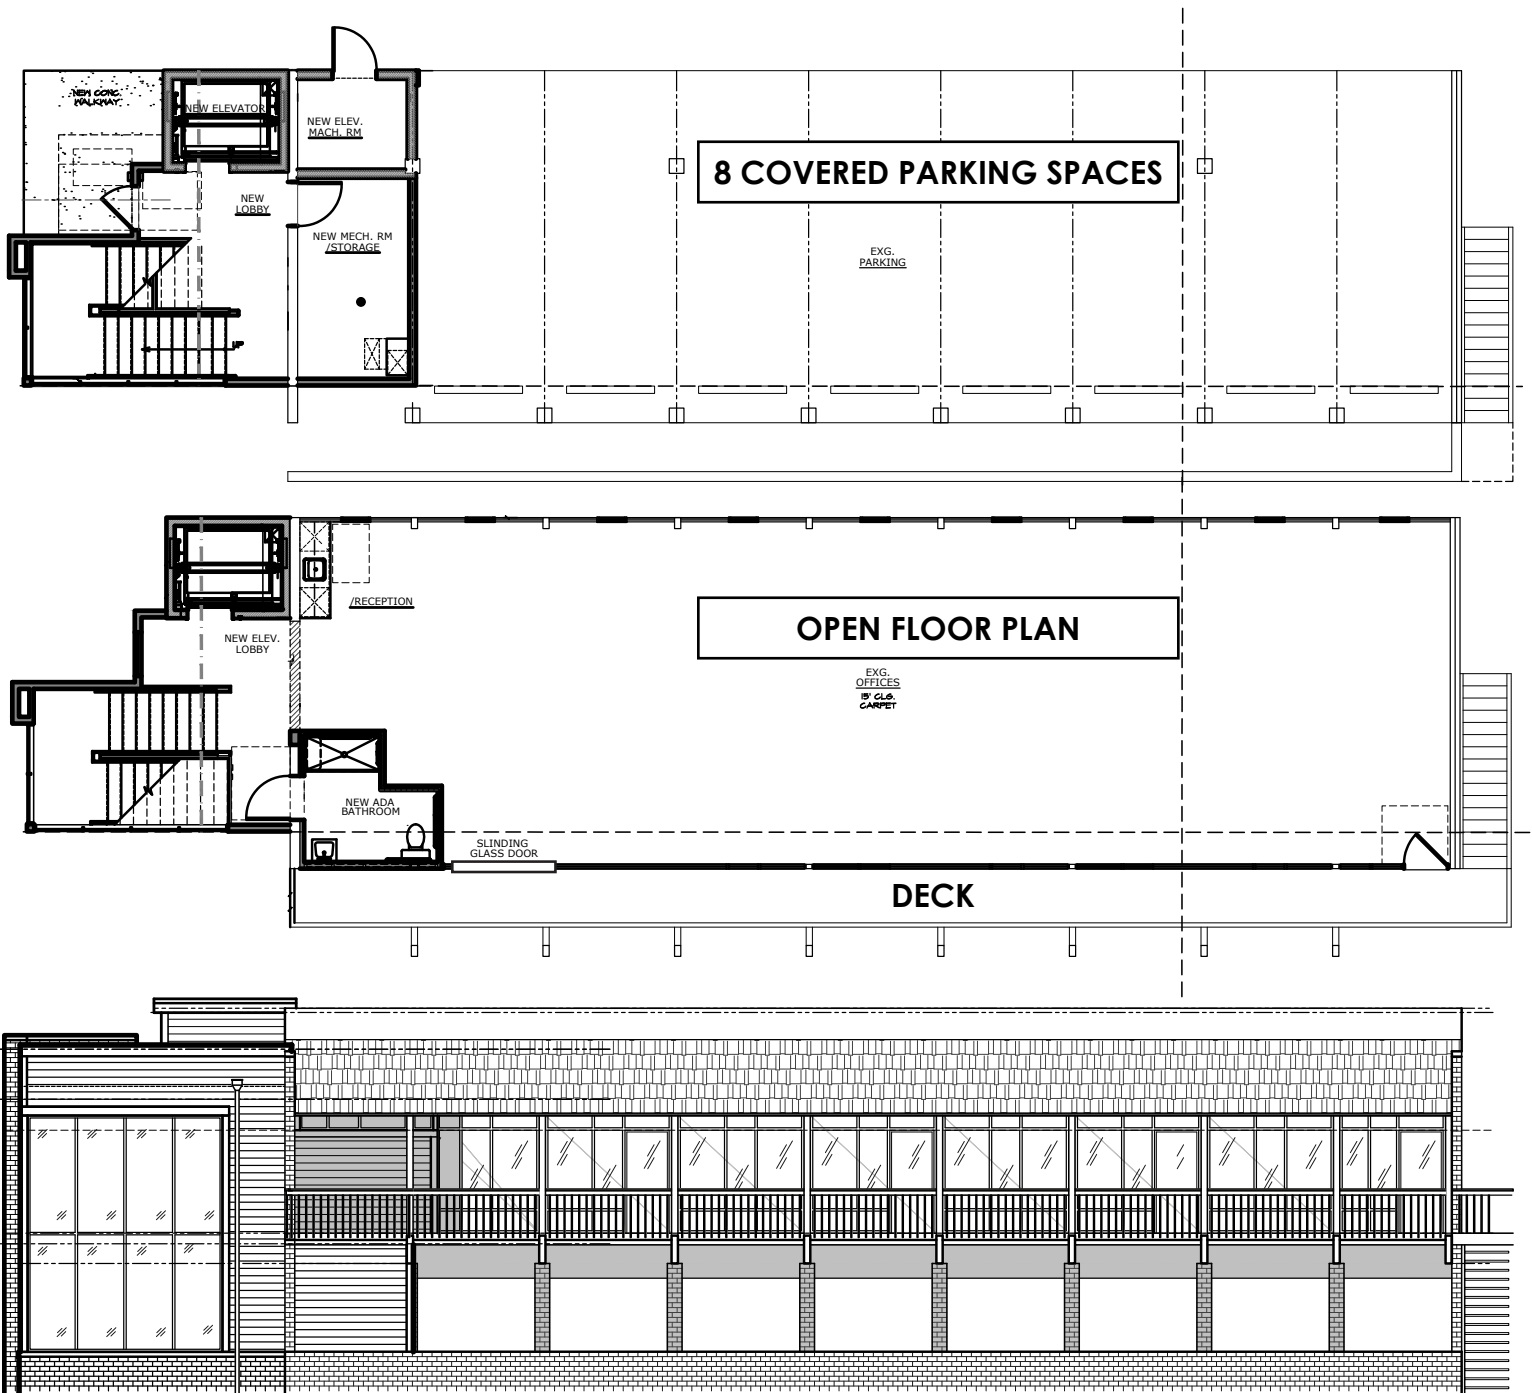 NEW CONC.
WALKWAY
NEW ELEVATOR
NEW ELEV.
MACH. RM
8 COVERED PARKING SPACES
NEW
LOBBY
NEW MECH. RM
/STORAGE
EXG.
PARKING
UP
/RECEPTION
OPEN FLOOR PLAN
NEW ELEV.
LOBBY
EXG.
OFFICES
15' CLG.
CARPET
NEW ADA
BATHROOM
SLINDING
GLASS DOOR
DECK